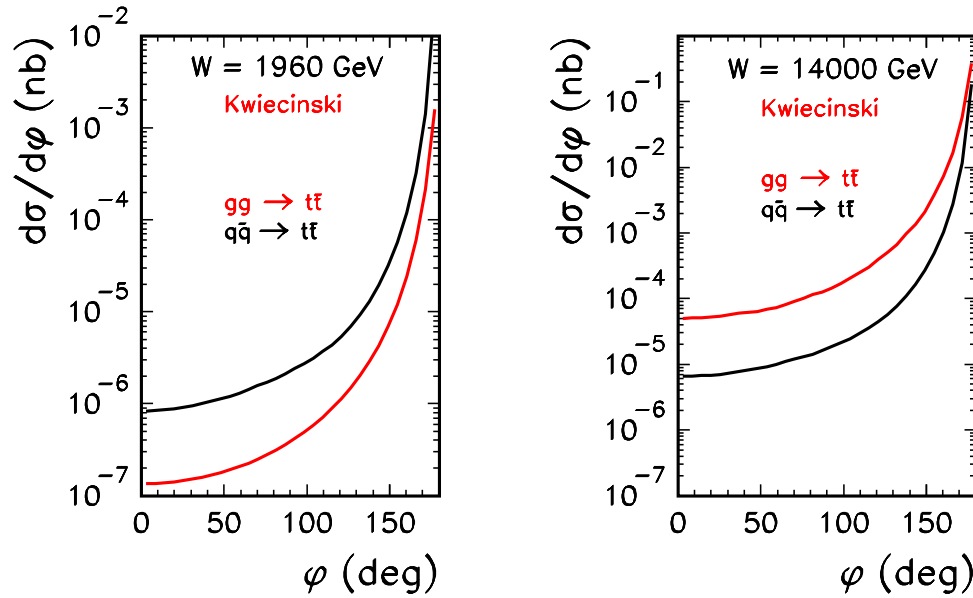 dσ/dφ (nb)
10⁻²
10⁻³
10⁻⁴
10⁻⁵
10⁻⁶
10⁻⁷
W = 1960 GeV
Kwiecinski
gg → tt̄
qq̄ → tt̄
0 50 100 150
φ (deg)
dσ/dφ (nb)
10⁻¹
10⁻²
10⁻³
10⁻⁴
10⁻⁵
10⁻⁶
10⁻⁷
W = 14000 GeV
Kwiecinski
gg → tt̄
qq̄ → tt̄
0 50 100 150
φ (deg)